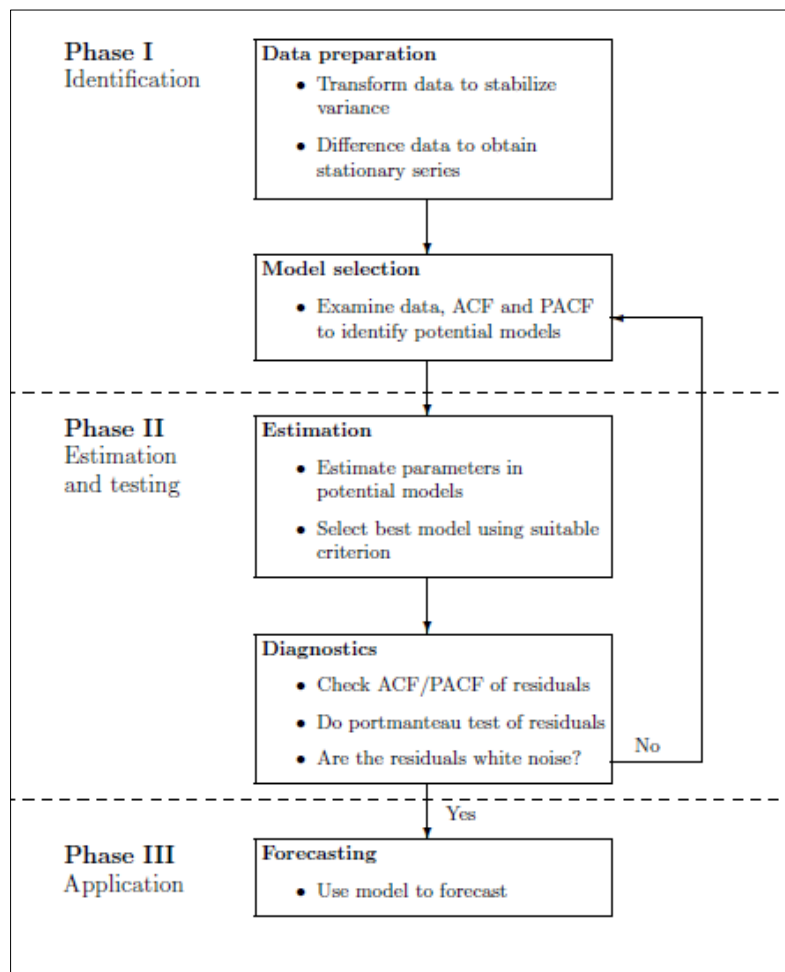 Phase I
Identification
Data preparation
• Transform data to stabilize
variance
• Difference data to obtain
stationary series
Model selection
• Examine data, ACF and PACF
to identify potential models
Phase II
Estimation
and testing
Estimation
• Estimate parameters in
potential models
• Select best model using suitable
criterion
Diagnostics
• Check ACF/PACF of residuals
• Do portmanteau test of residuals
• Are the residuals white noise?
No
Yes
Phase III
Application
Forecasting
• Use model to forecast